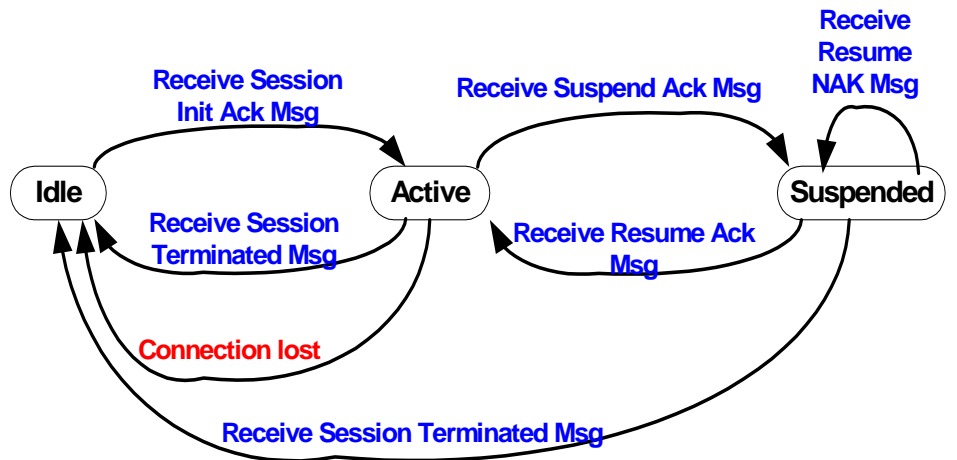 Receive
Resume
NAK Msg
Receive Session
Init Ack Msg
Receive Suspend Ack Msg
Idle
Active
Suspended
Receive Session
Terminated Msg
Receive Resume Ack
Msg
Connection lost
Receive Session Terminated Msg